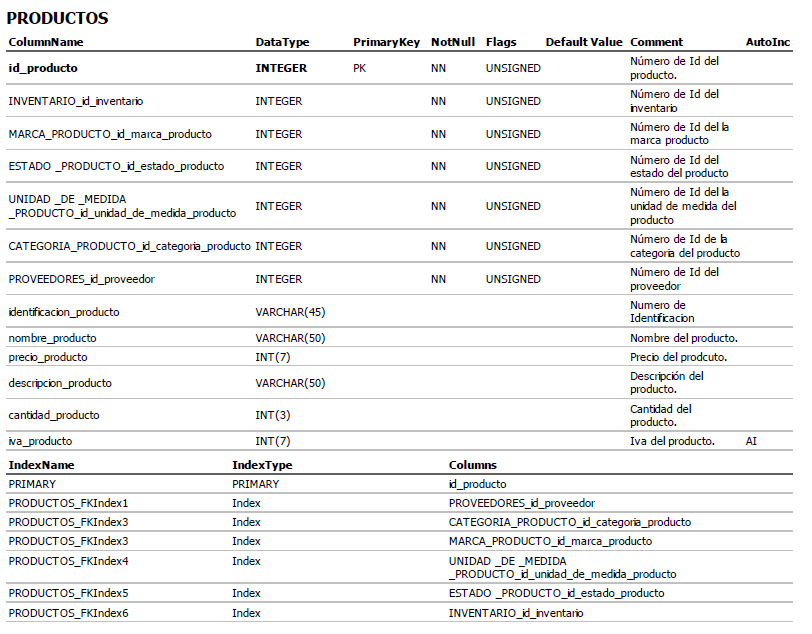 PRODUCTOS
ColumnName DataType PrimaryKey NotNull Flags Default Value Comment AutoInc
id_producto INTEGER PK NN UNSIGNED Número de Id del
producto.
INVENTARIO_id_inventario INTEGER NN UNSIGNED Número de Id del
inventario
MARCA_PRODUCTO_id_marca_producto INTEGER NN UNSIGNED Número de Id del la
marca producto
ESTADO _PRODUCTO_id_estado_producto INTEGER NN UNSIGNED Número de Id del
estado del producto
UNIDAD _DE _MEDIDA
_PRODUCTO_id_unidad_de_medida_producto INTEGER NN UNSIGNED Número de Id del la
unidad de medida del
producto
CATEGORIA_PRODUCTO_id_categoria_producto INTEGER NN UNSIGNED Número de Id de la
categoria del producto
PROVEEDORES_id_proveedor INTEGER NN UNSIGNED Número de Id del
proveedor
identificacion_producto VARCHAR(45) Numero de
Identificacion
nombre_producto VARCHAR(50) Nombre del producto.
precio_producto INT(7) Precio del prodcuto.
descripcion_producto VARCHAR(50) Descripción del
producto.
cantidad_producto INT(3) Cantidad del
producto.
iva_producto INT(7) Iva del producto. AI
IndexName IndexType Columns
PRIMARY PRIMARY id_producto
PRODUCTOS_FKIndex1 Index PROVEEDORES_id_proveedor
PRODUCTOS_FKIndex3 Index CATEGORIA_PRODUCTO_id_categoria_producto
PRODUCTOS_FKIndex3 Index MARCA_PRODUCTO_id_marca_producto
PRODUCTOS_FKIndex4 Index UNIDAD _DE _MEDIDA
_PRODUCTO_id_unidad_de_medida_producto
PRODUCTOS_FKIndex5 Index ESTADO _PRODUCTO_id_estado_producto
PRODUCTOS_FKIndex6 Index INVENTARIO_id_inventario